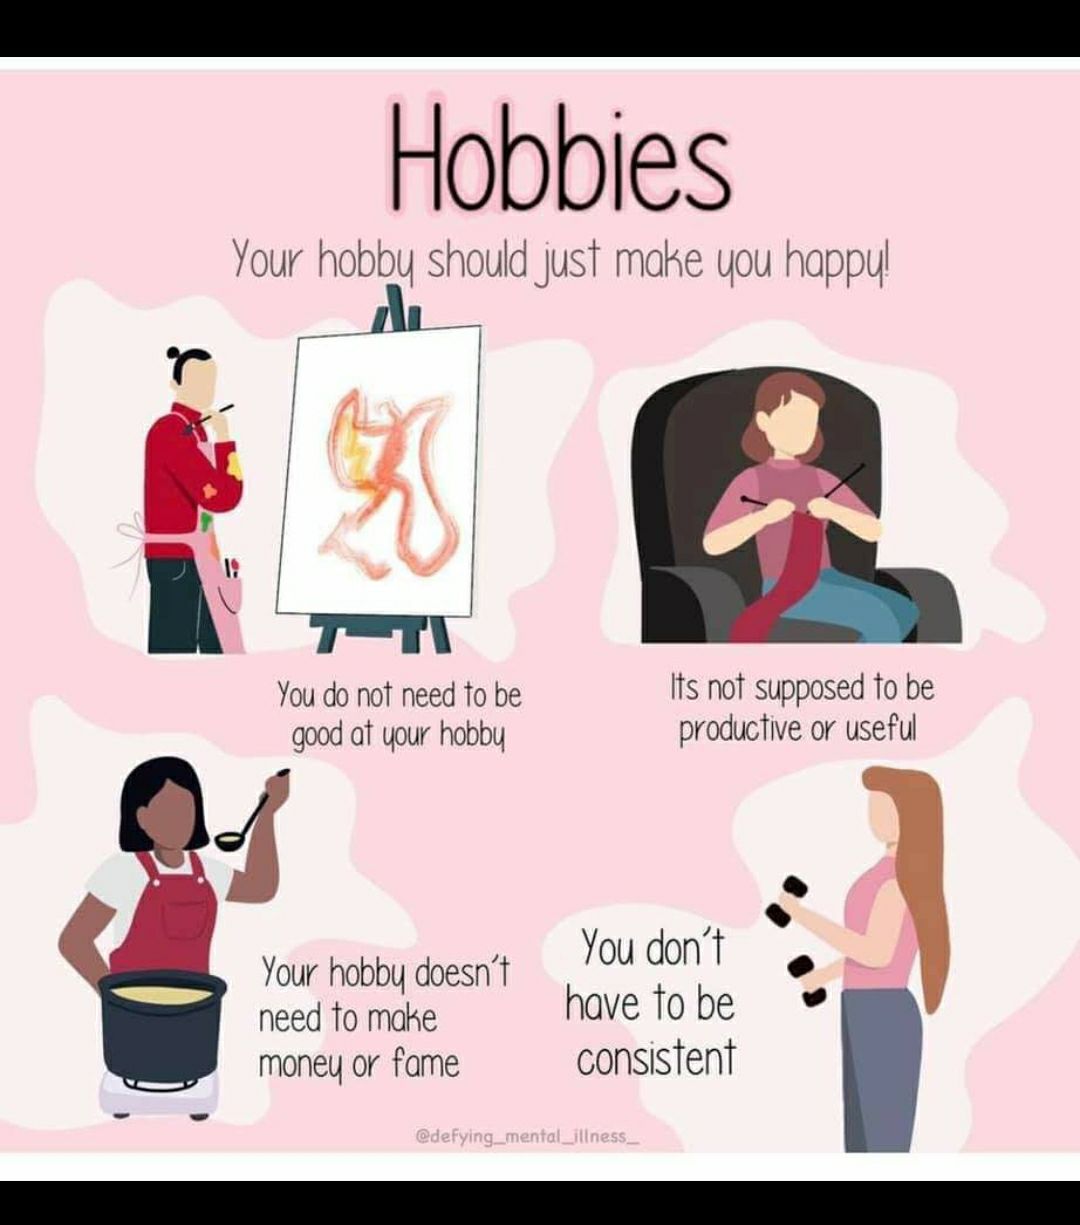 Hobbies
Your hobby should just make you happy!
You do not need to be
good at your hobby
Its not supposed to be
productive or useful
Your hobby doesn't
need to make
money or fame
You don't
have to be
consistent
@defying_mental_illness_